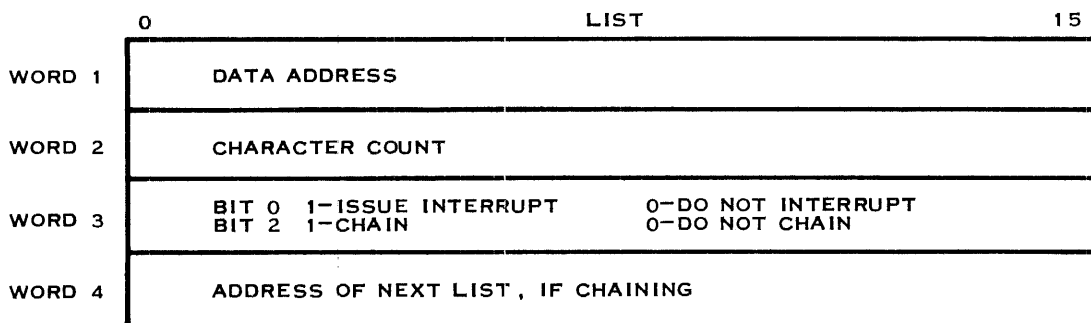 0 LIST 15
WORD 1 DATA ADDRESS
WORD 2 CHARACTER COUNT
BIT 0 1-ISSUE INTERRUPT 0-DO NOT INTERRUPT
WORD 3 BIT 2 1-CHAIN 0-DO NOT CHAIN
WORD 4 ADDRESS OF NEXT LIST, IF CHAINING